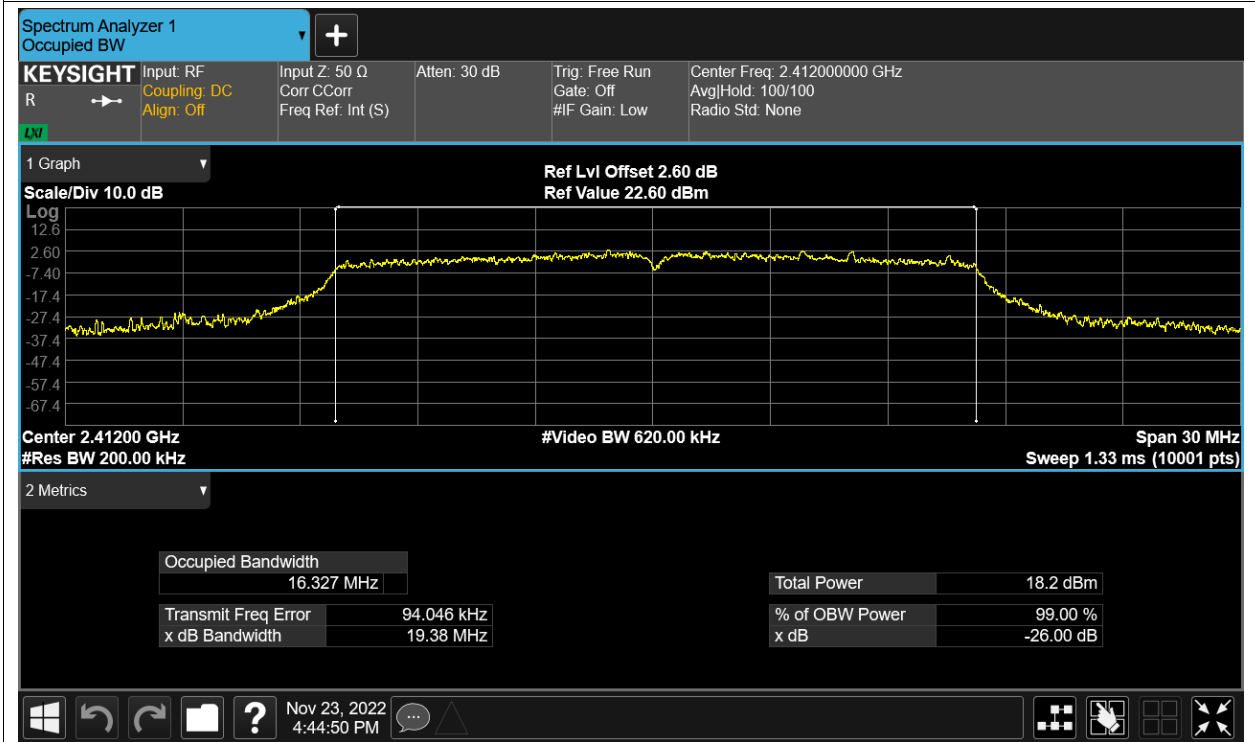 Spectrum Analyzer 1
Occupied BW
KEYSIGHT
R
LXI
Input: RF
Coupling: DC
Align: Off
Input Z: 50 Ω
Corr CCorr
Freq Ref: Int (S)
Atten: 30 dB
Trig: Free Run
Gate: Off
#IF Gain: Low
Center Freq: 2.412000000 GHz
Avg|Hold: 100/100
Radio Std: None
1 Graph
Scale/Div 10.0 dB
Ref Lvl Offset 2.60 dB
Ref Value 22.60 dBm
Log
12.6
2.60
-7.40
-17.4
-27.4
-37.4
-47.4
-57.4
-67.4
Center 2.41200 GHz
#Video BW 620.00 kHz
Span 30 MHz
#Res BW 200.00 kHz
Sweep 1.33 ms (10001 pts)
2 Metrics
Occupied Bandwidth
16.327 MHz
Total Power 18.2 dBm
Transmit Freq Error 94.046 kHz
% of OBW Power 99.00 %
x dB Bandwidth 19.38 MHz
x dB -26.00 dB
?
Nov 23, 2022
4:44:50 PM